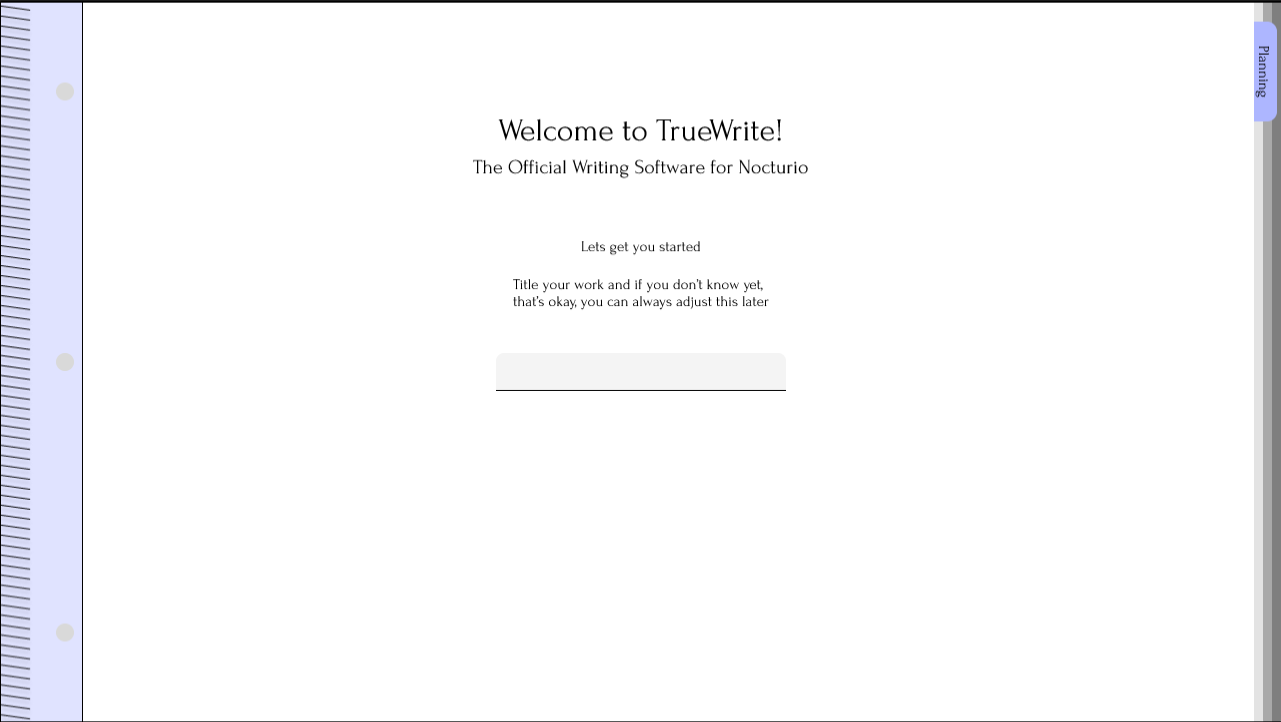 Planning
Welcome to TrueWrite!
The Official Writing Software for Nocturio
Lets get you started
Title your work and if you don't know yet,
that's okay, you can always adjust this later